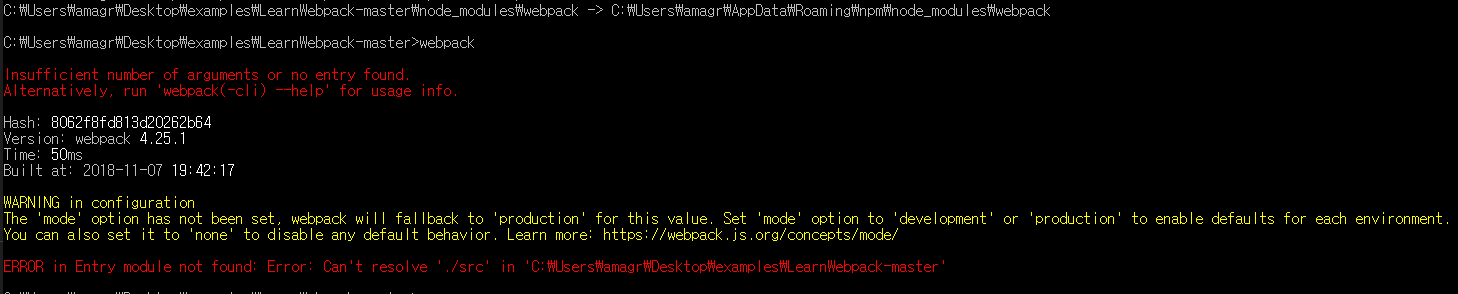 C:₩Users₩amagr₩Desktop₩examples₩LearnWebpack-master₩node_modules₩webpack -> C:₩Users₩amagr₩AppData₩Roaming₩npm₩node_modules₩webpack
C:₩Users₩amagr₩Desktop₩examples₩LearnWebpack-master>webpack
Insufficient number of arguments or no entry found.
Alternatively, run 'webpack(-cli) --help' for usage info.
Hash: 8062f8fd813d20262b64
Version: webpack 4.25.1
Time: 50ms
Built at: 2018-11-07 19:42:17
WARNING in configuration
The 'mode' option has not been set, webpack will fallback to 'production' for this value. Set 'mode' option to 'development' or 'production' to enable defaults for each environment.
You can also set it to 'none' to disable any default behavior. Learn more: https://webpack.js.org/concepts/mode/
ERROR in Entry module not found: Error: Can't resolve './src' in 'C:₩Users₩amagr₩Desktop₩examples₩LearnWebpack-master'